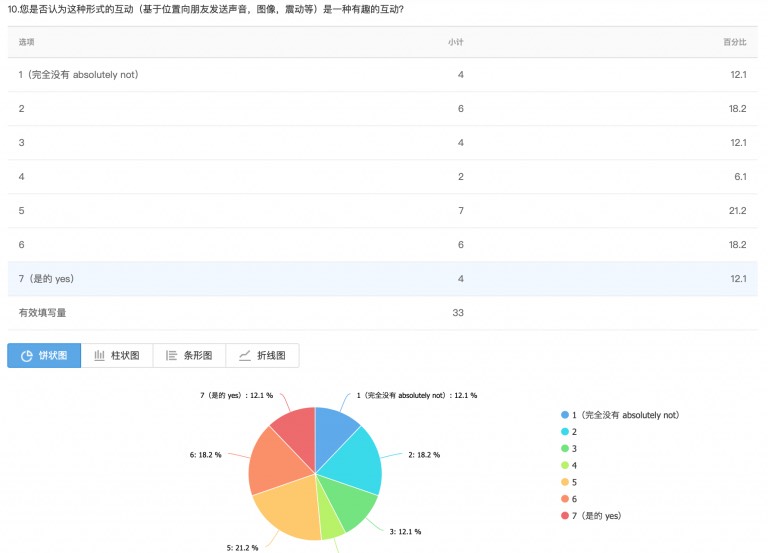 10.您是否认为这种形式的互动（基于位置向朋友发送声音，图像，震动等）是一种有趣的互动?
选项 小计 百分比
1（完全没有 absolutely not） 4 12.1
2 6 18.2
3 4 12.1
4 2 6.1
5 7 21.2
6 6 18.2
7（是的 yes） 4 12.1
有效填写量 33
饼状图 柱状图 条形图 折线图
7（是的 yes）: 12.1 % 1（完全没有 absolutely not）: 12.1 %
6: 18.2 % 2: 18.2 %
3: 12.1 %
5: 21.2 %
1（完全没有 absolutely not）
2
3
4
5
6
7（是的 yes）